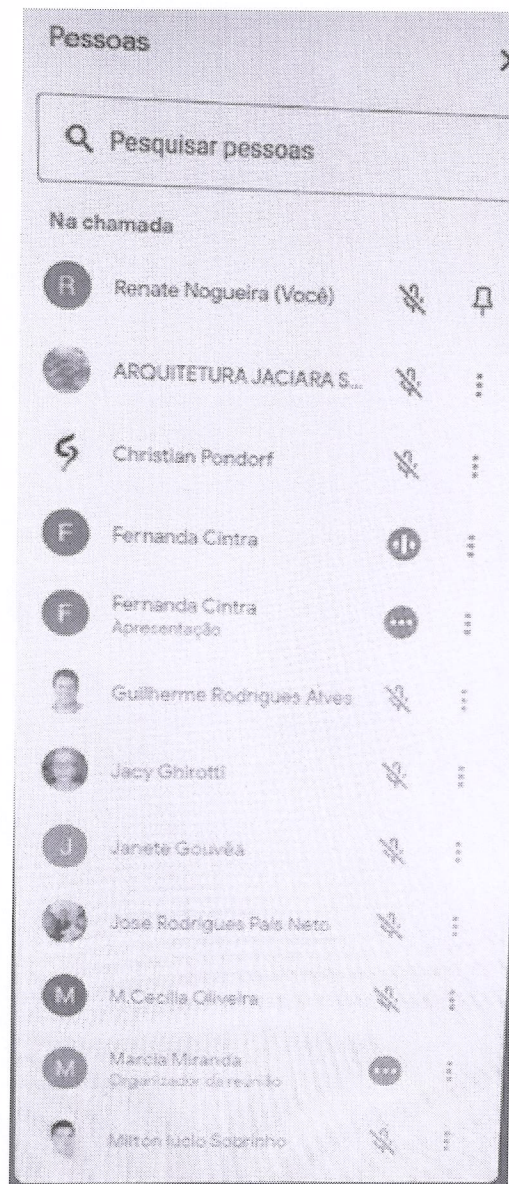 Pessoas
Pesquisar pessoas
Na chamada
R Renate Nogueira (Você)
ARQUITETURA JACIARA S...
Christian Pondorf
F Fernanda Cintra
F Fernanda Cintra
Apresentação
Guilherme Rodrigues Alves
Jacy Ghirotti
J Janete Gouvêa
Jose Rodrigues Pais Neto
M M.Cecilia Oliveira
M Marcia Miranda
Organizador da reunião
Milton lucio Sobrinho